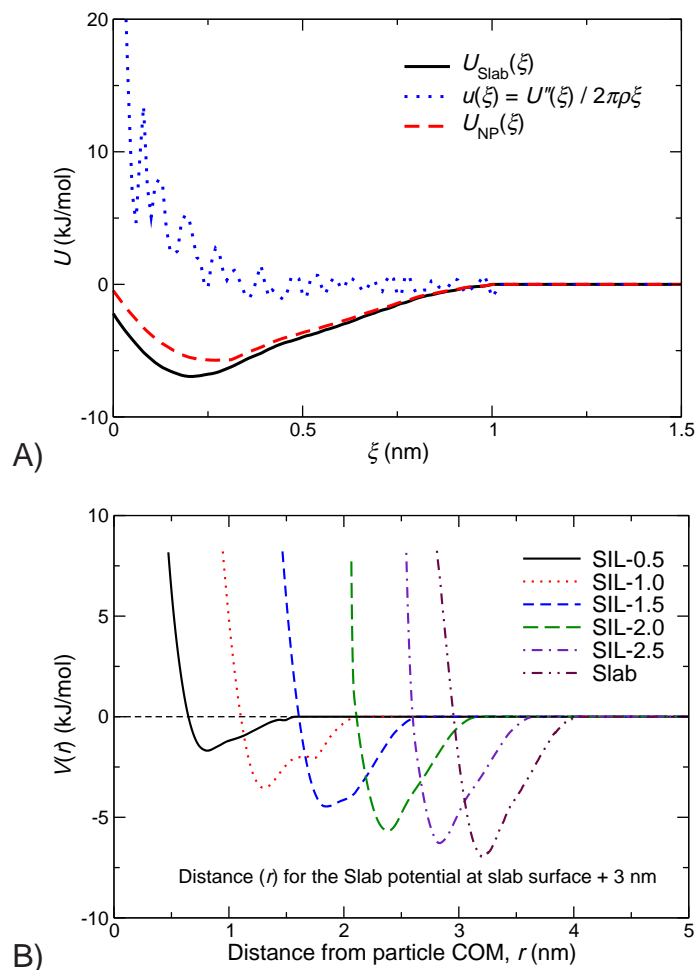 20
10
0
-10
U (kJ/mol)
U_Slab(ξ)
u(ξ) = U''(ξ) / 2πρξ
U_NP(ξ)
0
0.5
1
1.5
ξ (nm)
A)
10
5
0
-5
-10
V(r) (kJ/mol)
SIL-0.5
SIL-1.0
SIL-1.5
SIL-2.0
SIL-2.5
Slab
Distance (r) for the Slab potential at slab surface + 3 nm
0
1
2
3
4
5
Distance from particle COM, r (nm)
B)